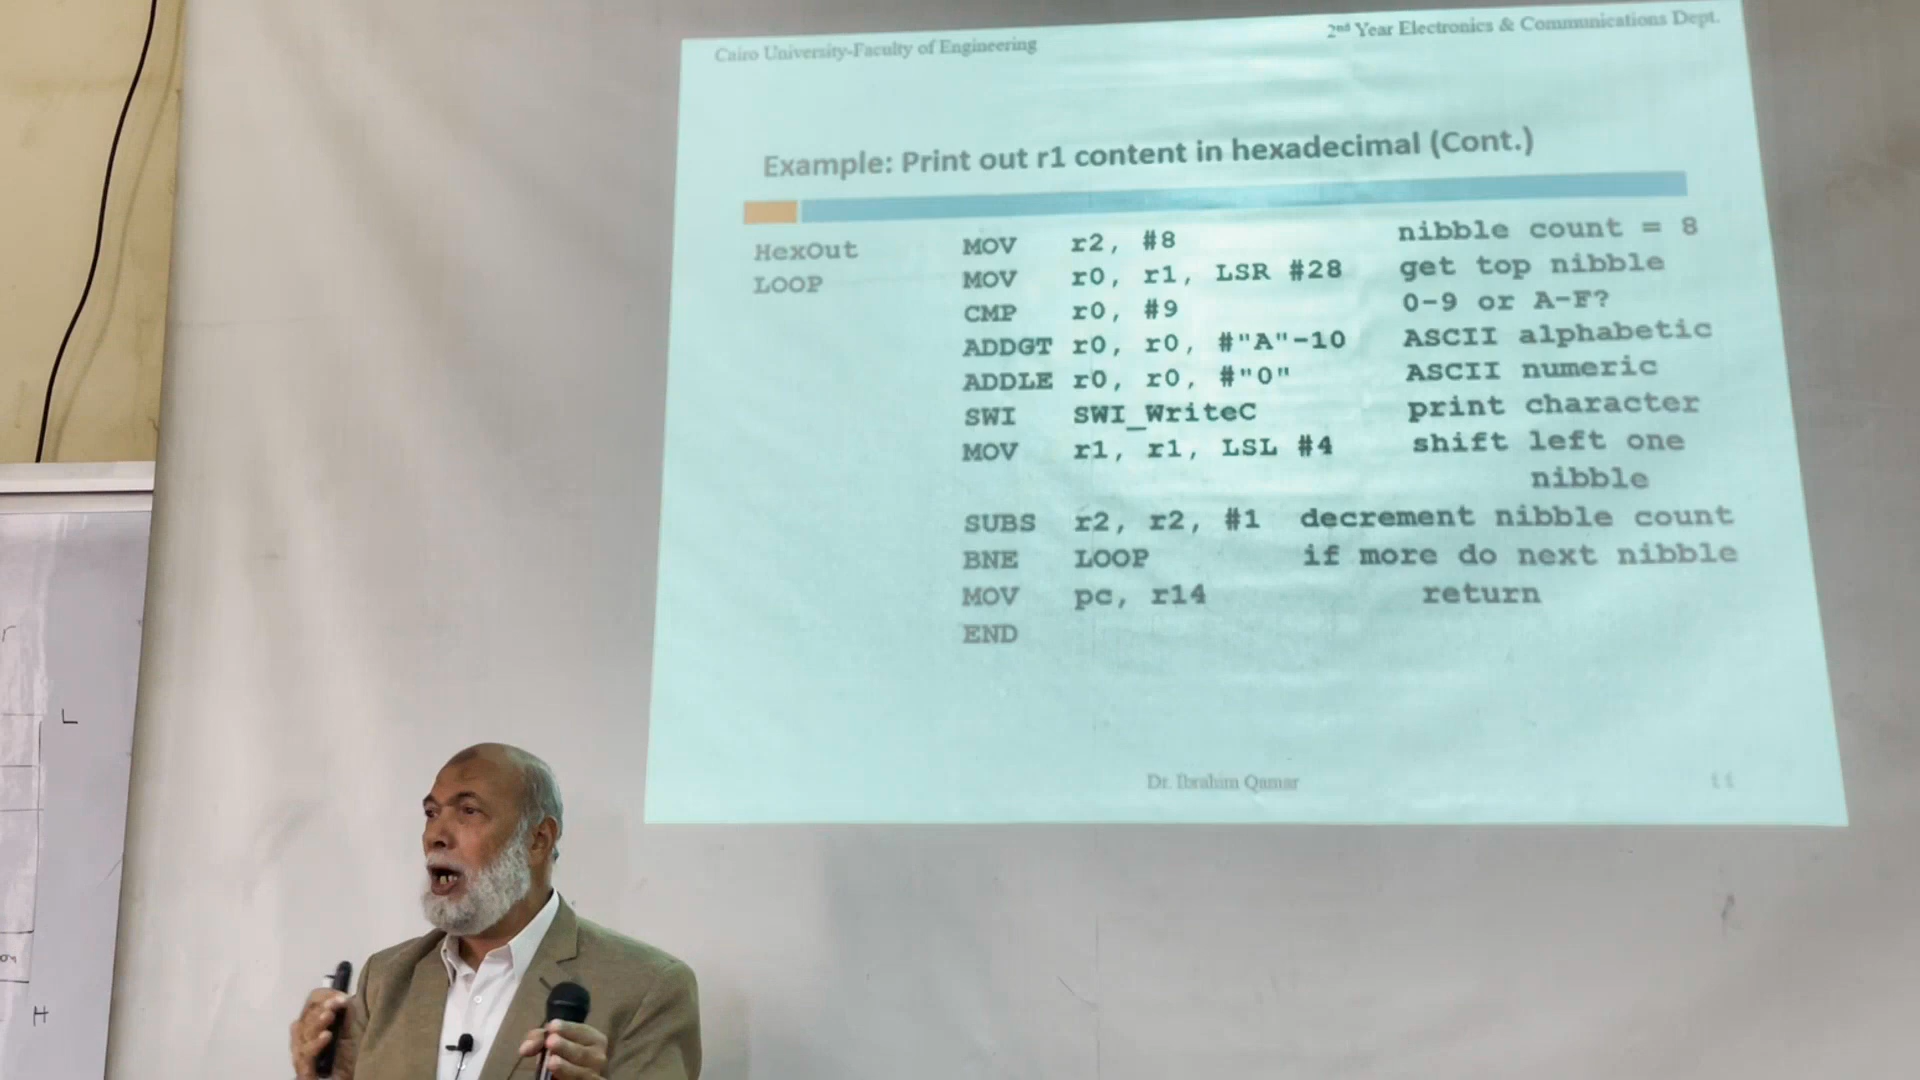 Cairo University-Faculty of Engineering
2nd Year Electronics & Communications Dept.
Example: Print out r1 content in hexadecimal (Cont.)
HexOut MOV r2, #8 nibble count = 8
LOOP MOV r0, r1, LSR #28 get top nibble
CMP r0, #9 0-9 or A-F?
ADDGT r0, r0, #"A"-10 ASCII alphabetic
ADDLE r0, r0, #"0" ASCII numeric
SWI SWI_WriteC print character
MOV r1, r1, LSL #4 shift left one
nibble
SUBS r2, r2, #1 decrement nibble count
BNE LOOP if more do next nibble
MOV pc, r14 return
END
Dr. Ibrahim Qamar
L
H